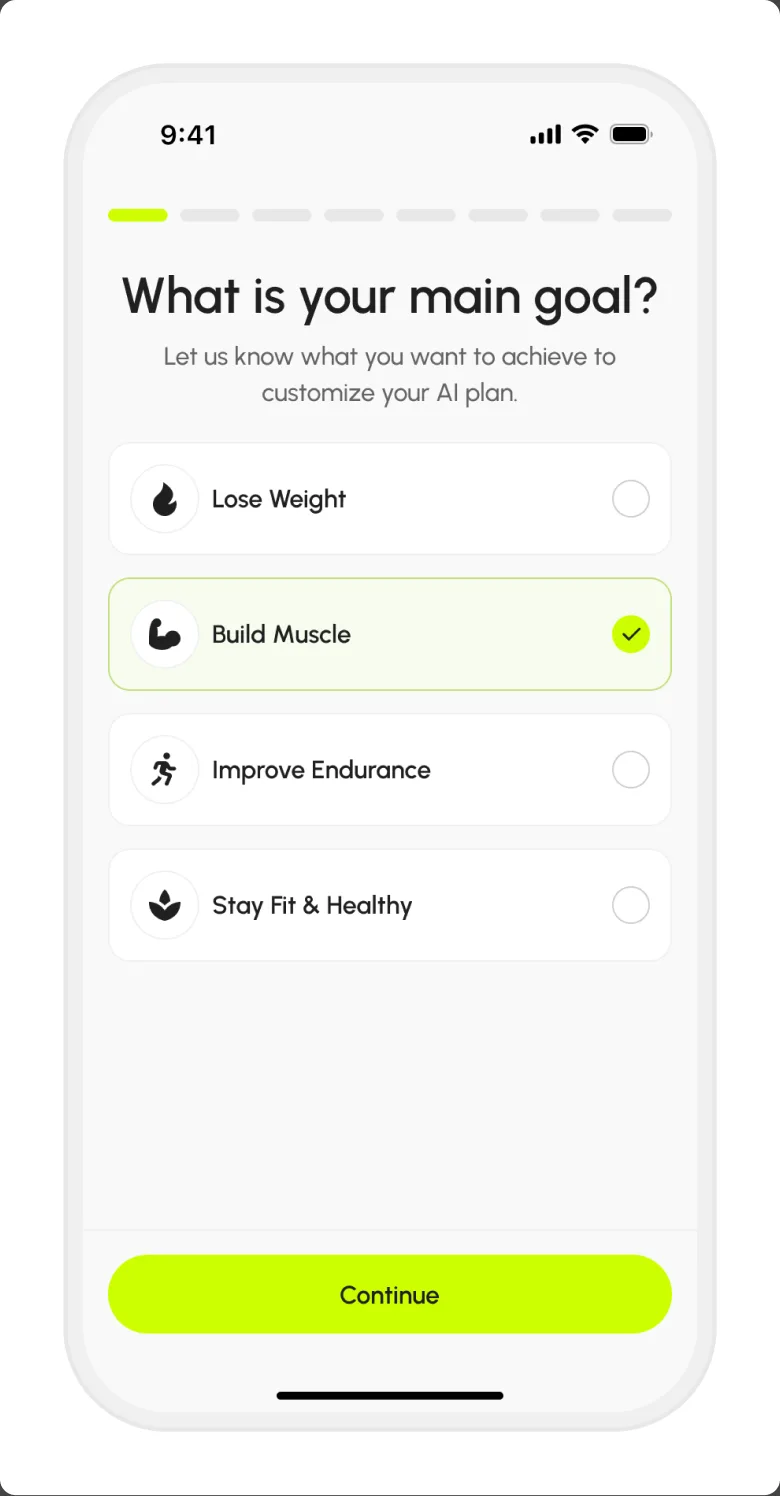 9:41
What is your main goal?
Let us know what you want to achieve to
customize your AI plan.
Lose Weight
Build Muscle
Improve Endurance
Stay Fit & Healthy
Continue